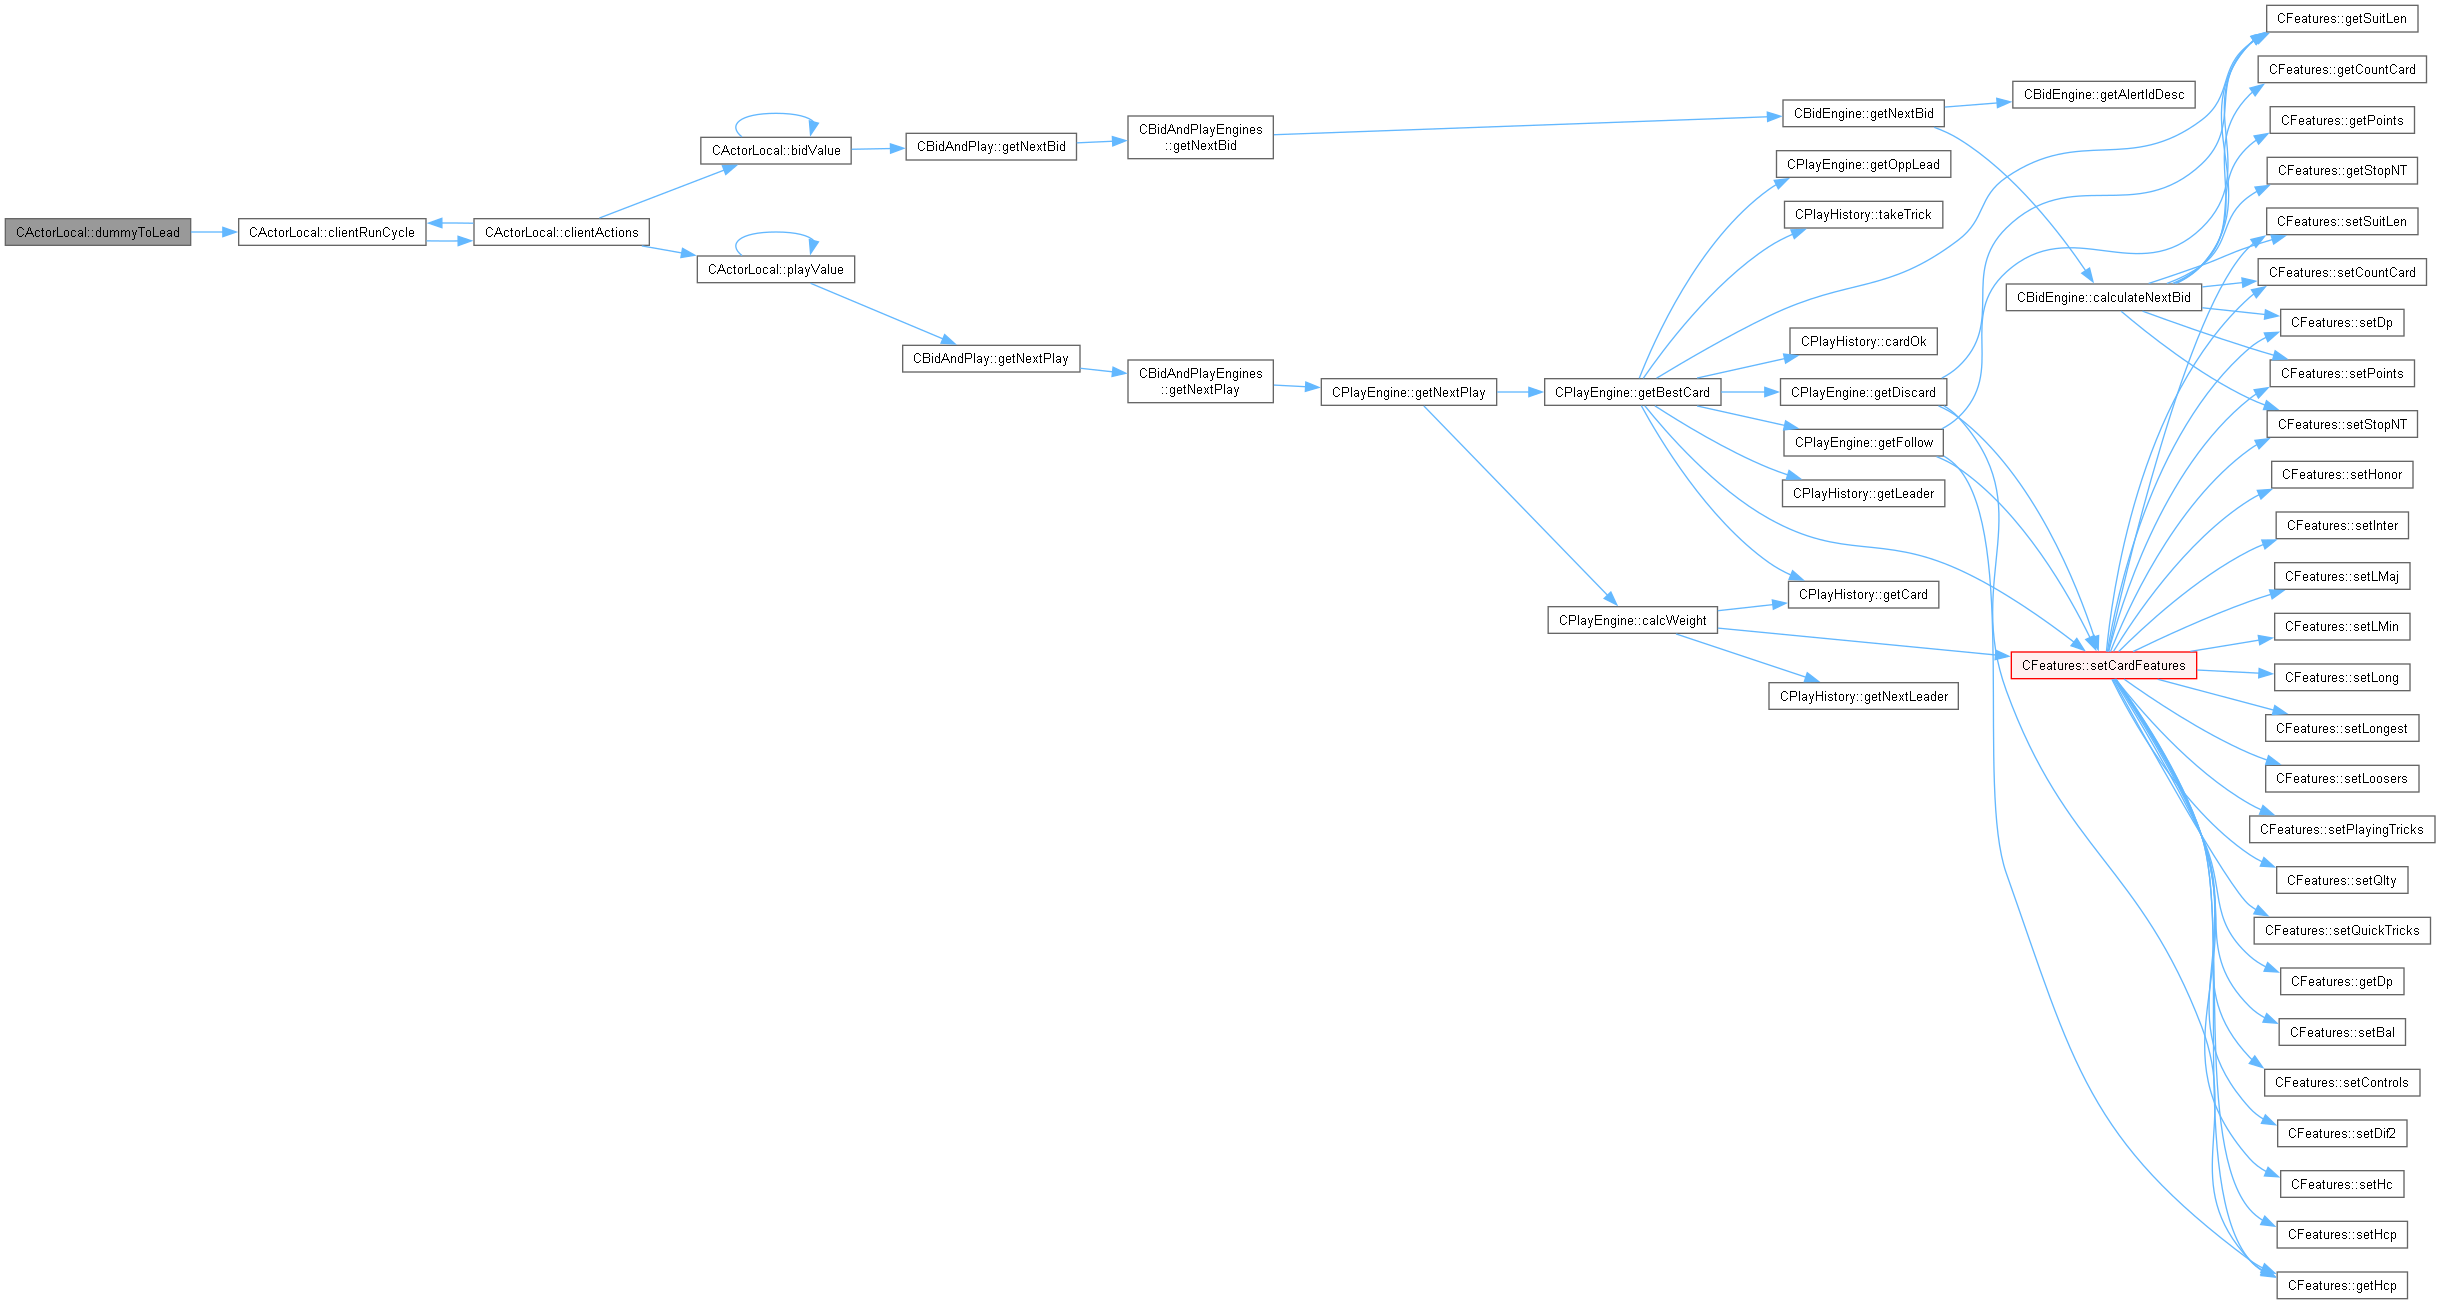 CActorLocal::dummyToLead
CActorLocal::clientRunCycle
CActorLocal::clientActions
CActorLocal::bidValue
CActorLocal::playValue
CBidAndPlay::getNextBid
CBidAndPlay::getNextPlay
CBidAndPlayEngines
::getNextBid
CBidAndPlayEngines
::getNextPlay
CPlayEngine::getNextPlay
CPlayEngine::getBestCard
CPlayEngine::calcWeight
CBidEngine::getNextBid
CPlayEngine::getOppLead
CPlayHistory::takeTrick
CPlayHistory::cardOk
CPlayEngine::getDiscard
CPlayEngine::getFollow
CPlayHistory::getLeader
CPlayHistory::getCard
CPlayHistory::getNextLeader
CBidEngine::getAlertIdDesc
CBidEngine::calculateNextBid
CFeatures::setCardFeatures
CFeatures::getSuitLen
CFeatures::getCountCard
CFeatures::getPoints
CFeatures::getStopNT
CFeatures::setSuitLen
CFeatures::setCountCard
CFeatures::setDp
CFeatures::setPoints
CFeatures::setStopNT
CFeatures::setHonor
CFeatures::setInter
CFeatures::setLMaj
CFeatures::setLMin
CFeatures::setLong
CFeatures::setLongest
CFeatures::setLoosers
CFeatures::setPlayingTricks
CFeatures::setQlty
CFeatures::setQuickTricks
CFeatures::getDp
CFeatures::setBal
CFeatures::setControls
CFeatures::setDif2
CFeatures::setHc
CFeatures::setHcp
CFeatures::getHcp